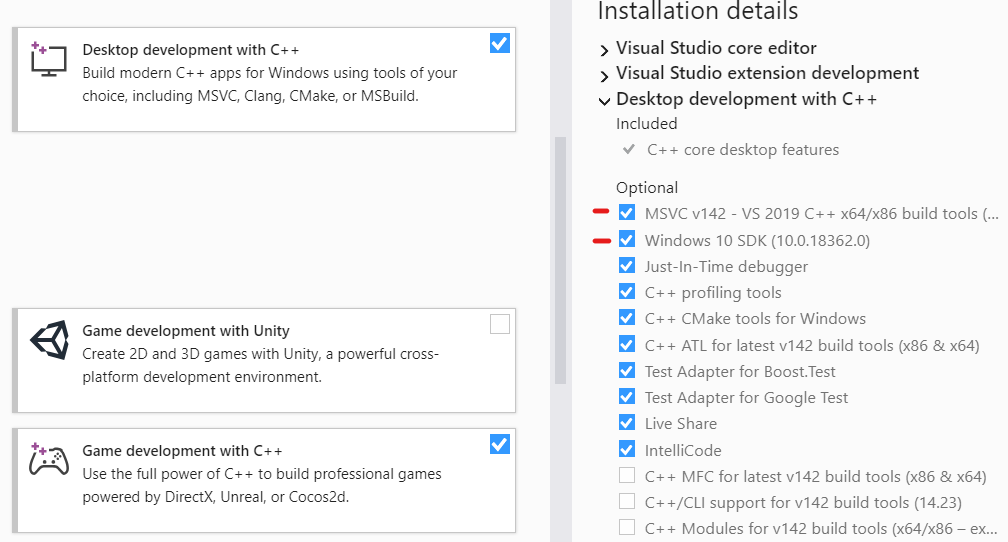 Desktop development with C++
Build modern C++ apps for Windows using tools of your
choice, including MSVC, Clang, CMake, or MSBuild.
Game development with Unity
Create 2D and 3D games with Unity, a powerful cross-
platform development environment.
Game development with C++
Use the full power of C++ to build professional games
powered by DirectX, Unreal, or Cocos2d.
Installation details
Visual Studio core editor
Visual Studio extension development
Desktop development with C++
Included
C++ core desktop features
Optional
MSVC v142 - VS 2019 C++ x64/x86 build tools (...
Windows 10 SDK (10.0.18362.0)
Just-In-Time debugger
C++ profiling tools
C++ CMake tools for Windows
C++ ATL for latest v142 build tools (x86 & x64)
Test Adapter for Boost.Test
Test Adapter for Google Test
Live Share
IntelliCode
C++ MFC for latest v142 build tools (x86 & x64)
C++/CLI support for v142 build tools (14.23)
C++ Modules for v142 build tools (x64/x86 – ex...